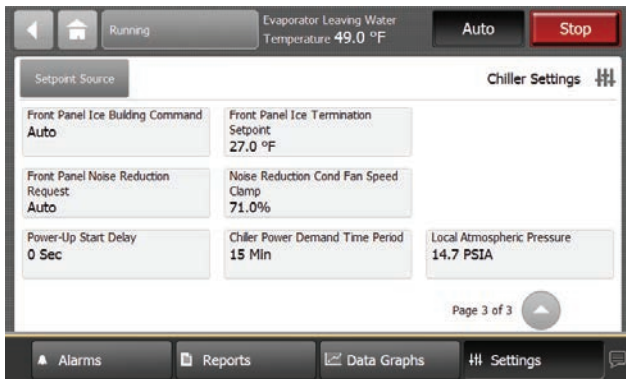 Running
Evaporator Leaving Water
Temperature 49.0 °F
Auto
Stop
Setpoint Source
Chiller Settings
Front Panel Ice Building Command
Auto
Front Panel Ice Termination
Setpoint
27.0 °F
Front Panel Noise Reduction
Request
Auto
Noise Reduction Cond Fan Speed
Clamp
71.0%
Power-Up Start Delay
0 Sec
Chiller Power Demand Time Period
15 Min
Local Atmospheric Pressure
14.7 PSIA
Page 3 of 3
Alarms
Reports
Data Graphs
Settings